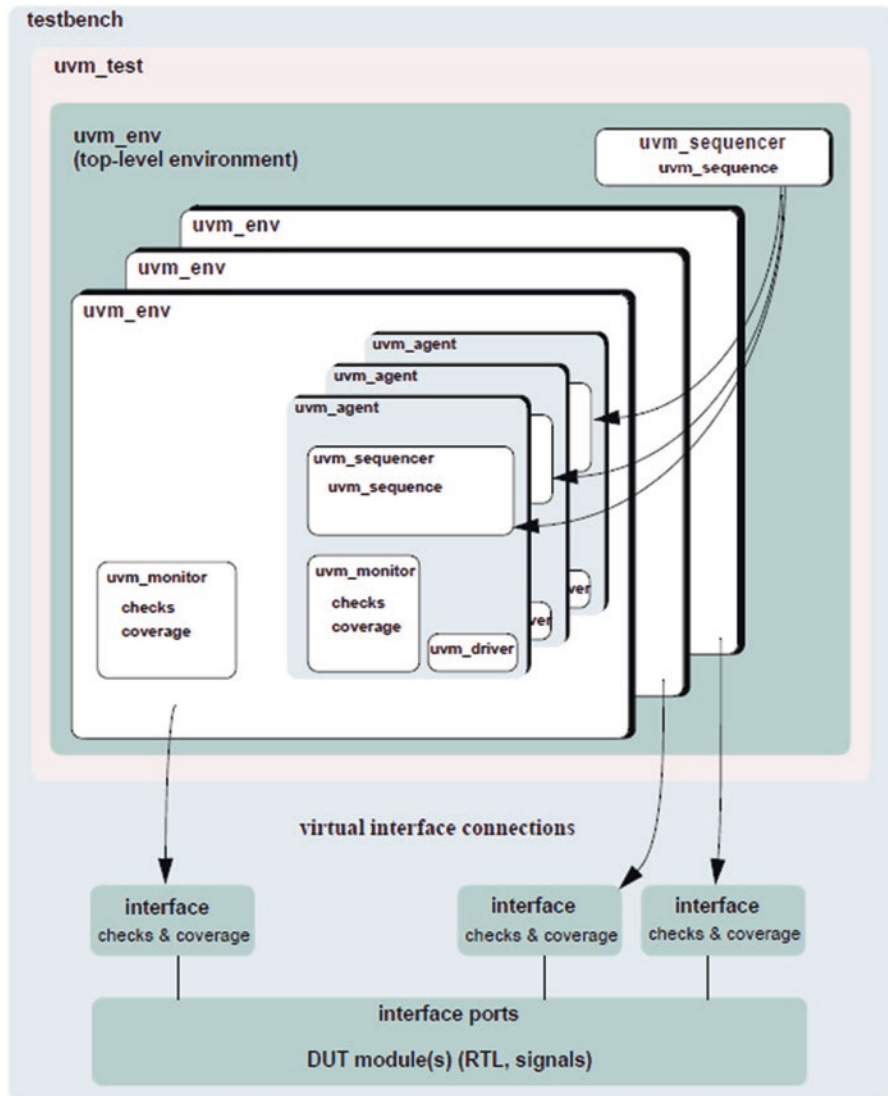 testbench
uvm_test
uvm_env
(top-level environment)
uvm_sequencer
uvm_sequence
uvm_env
uvm_env
uvm_env
uvm_agent
uvm_agent
uvm_agent
uvm_sequencer
uvm_sequence
uvm_monitor
checks
coverage
uvm_monitor
checks
coverage
uvm_driver
ver
ver
virtual interface connections
interface
checks & coverage
interface
checks & coverage
interface
checks & coverage
interface ports
DUT module(s) (RTL, signals)